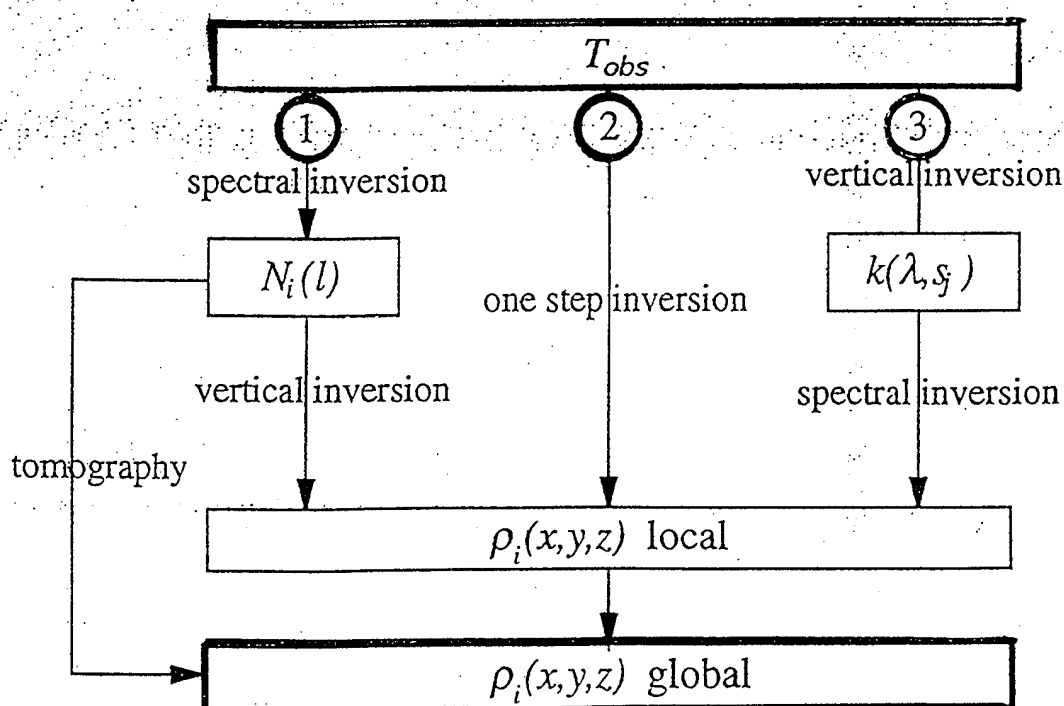 T_obs
1 2 3
spectral inversion
vertical inversion
N_i(l)
k(λ,s_j)
one step inversion
vertical inversion
spectral inversion
tomography
ρ_i(x,y,z) local
ρ_i(x,y,z) global